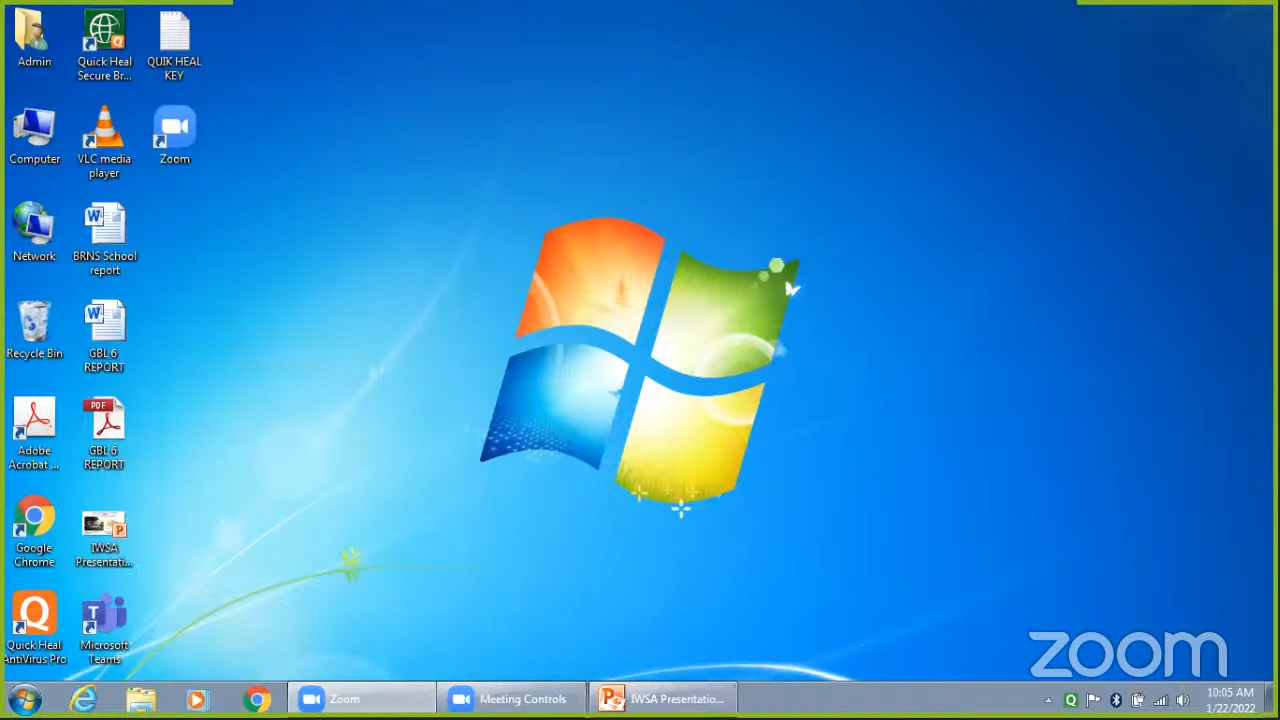 Admin
Quick Heal
Secure Br...
QUIK HEAL
KEY
Computer
VLC media
player
Zoom
Network
BRNS School
report
Recycle Bin
GBL 6
REPORT
Adobe
Acrobat ...
PDF
GBL 6
REPORT
Google
Chrome
IWSA
Presentati...
Quick Heal
AntiVirus Pro
Microsoft
Teams
zoom
Zoom
Meeting Controls
IWSA Presentatio...
10:05 AM
1/22/2022